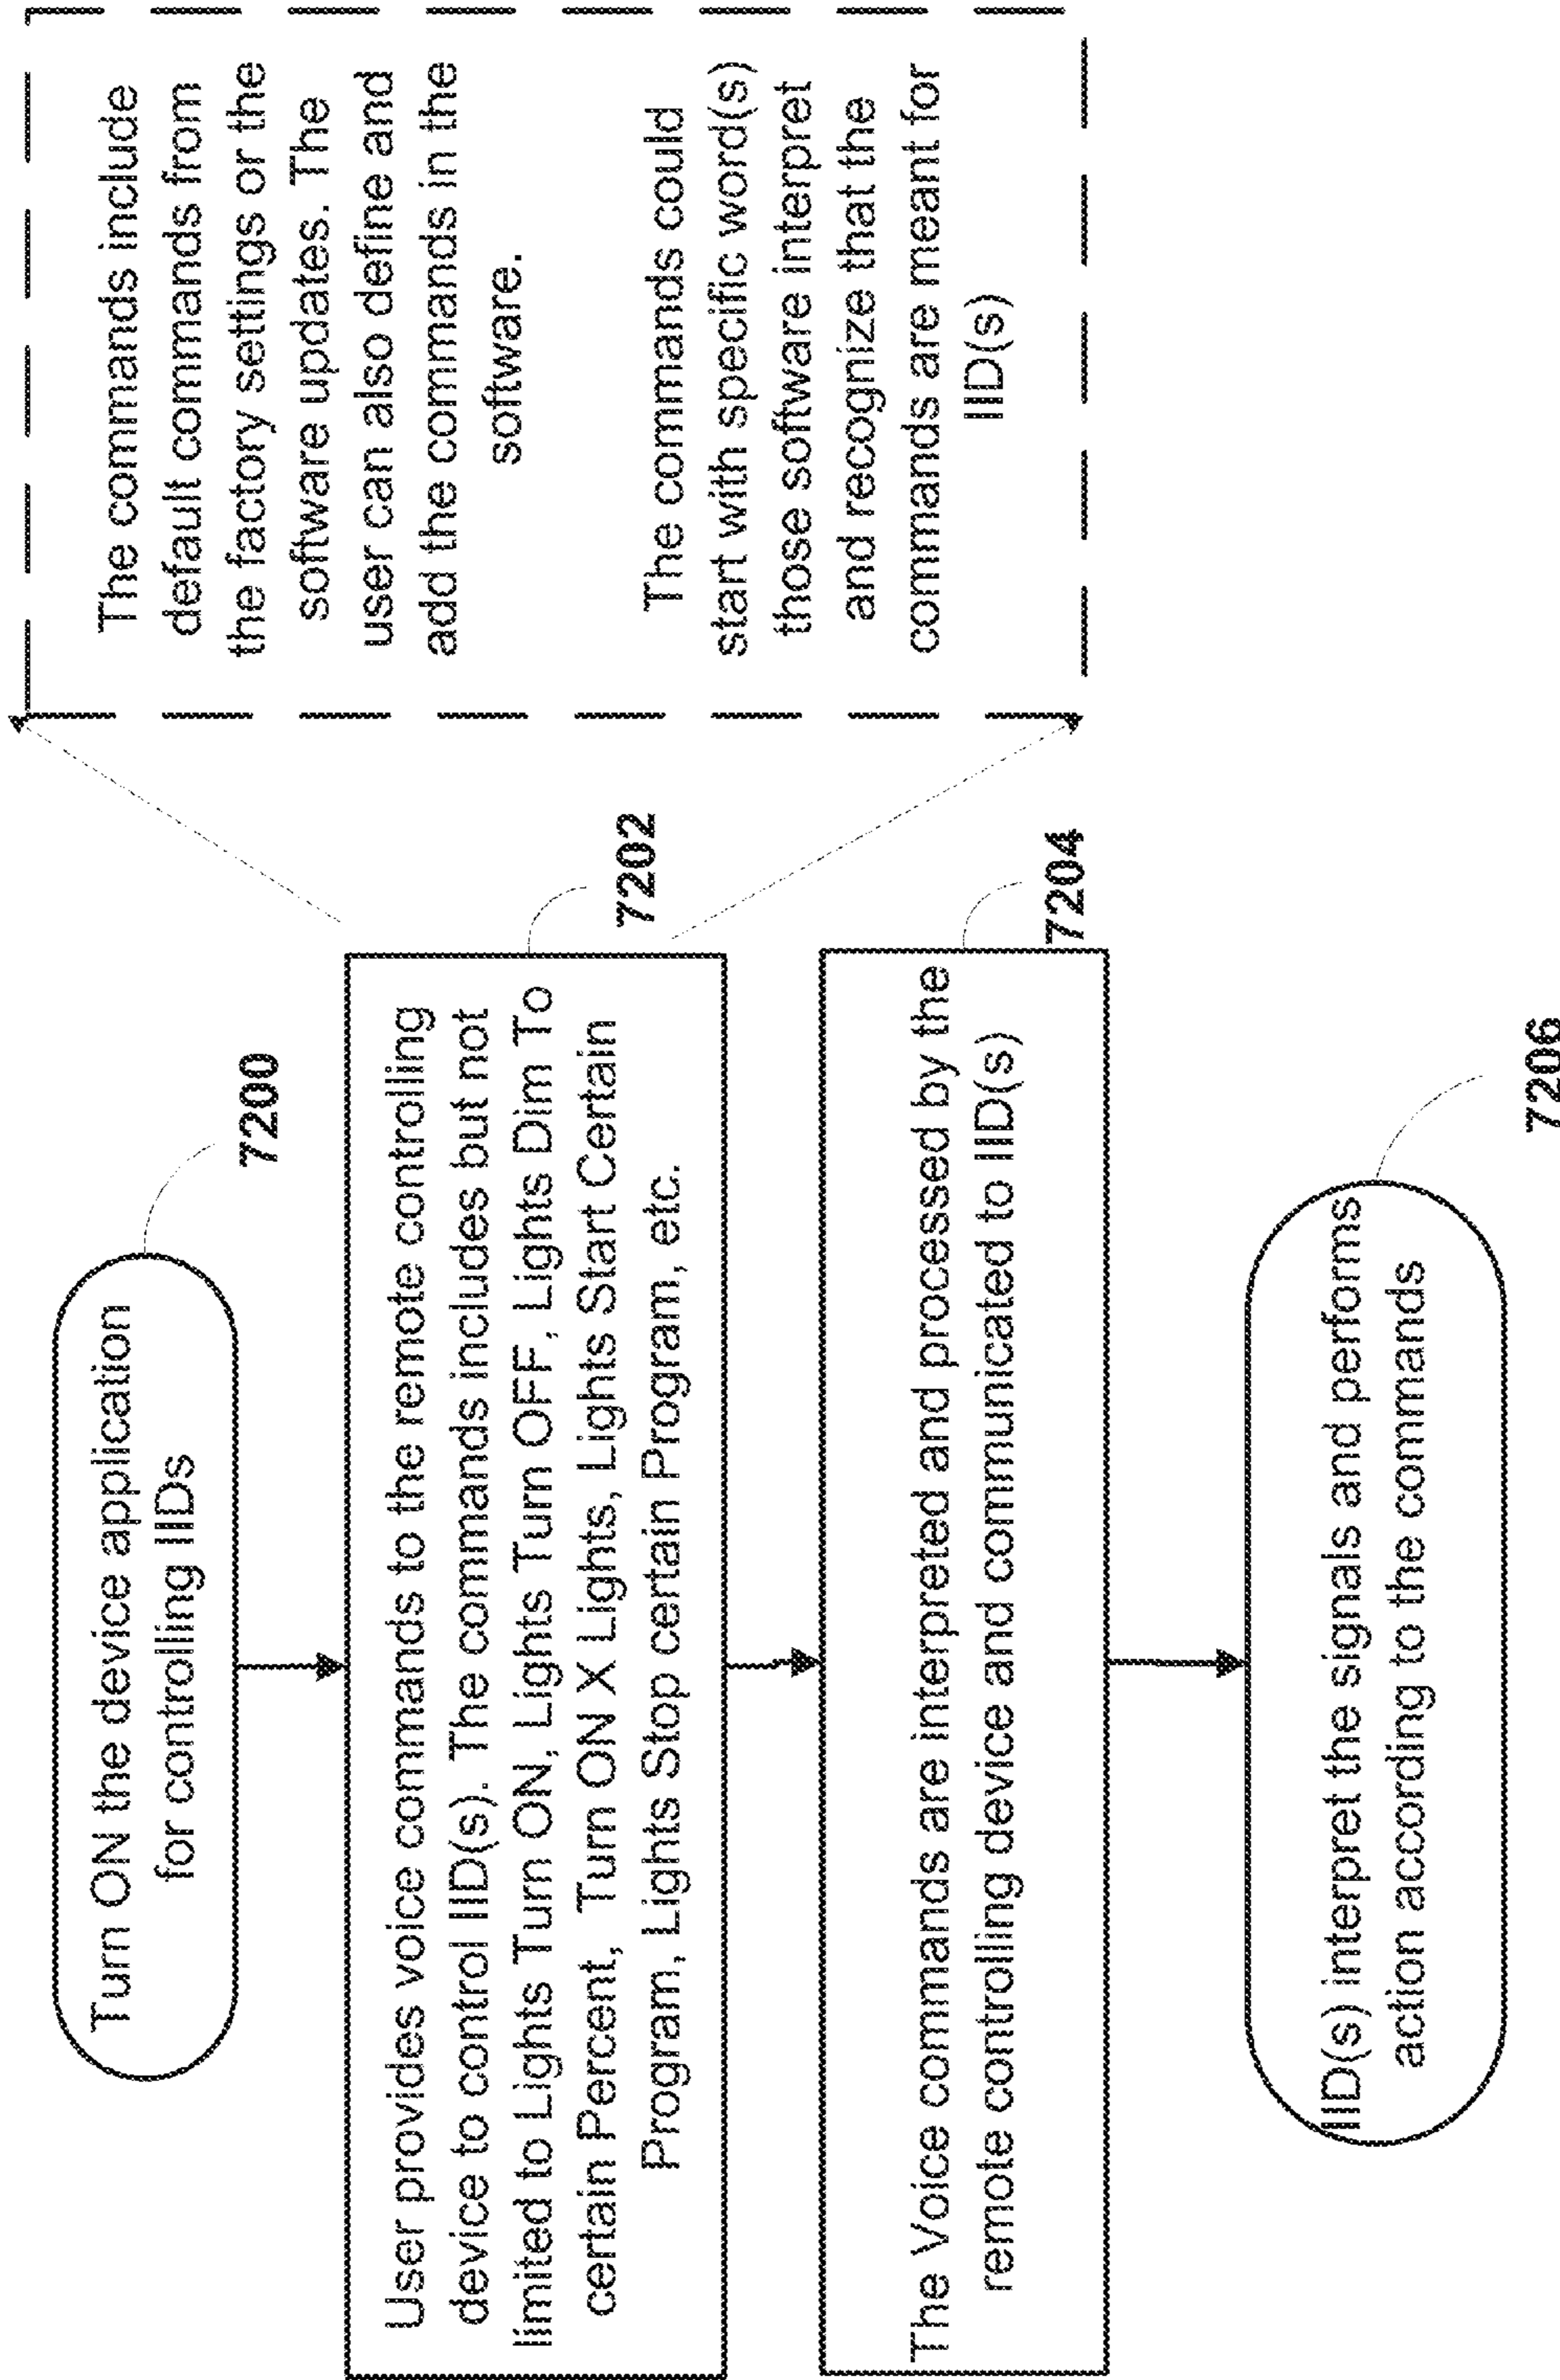 Turn ON the device application
for controlling IIDs
7200
User provides voice commands to the remote controlling
device to control IID(s). The commands includes but not
limited to Lights Turn ON, Lights Turn OFF, Lights Dim To
certain Percent, Turn ON X Lights, Lights Start Certain
Program, Lights Stop certain Program, etc.
7202
The commands include
default commands from
the factory settings or the
software updates. The
user can also define and
add the commands in the
software.
The commands could
start with specific word(s)
those software interpret
and recognize that the
commands are meant for
IID(s)
The Voice commands are interpreted and processed by the
remote controlling device and communicated to IID(s)
7204
IID(s) interpret the signals and performs
action according to the commands
7206